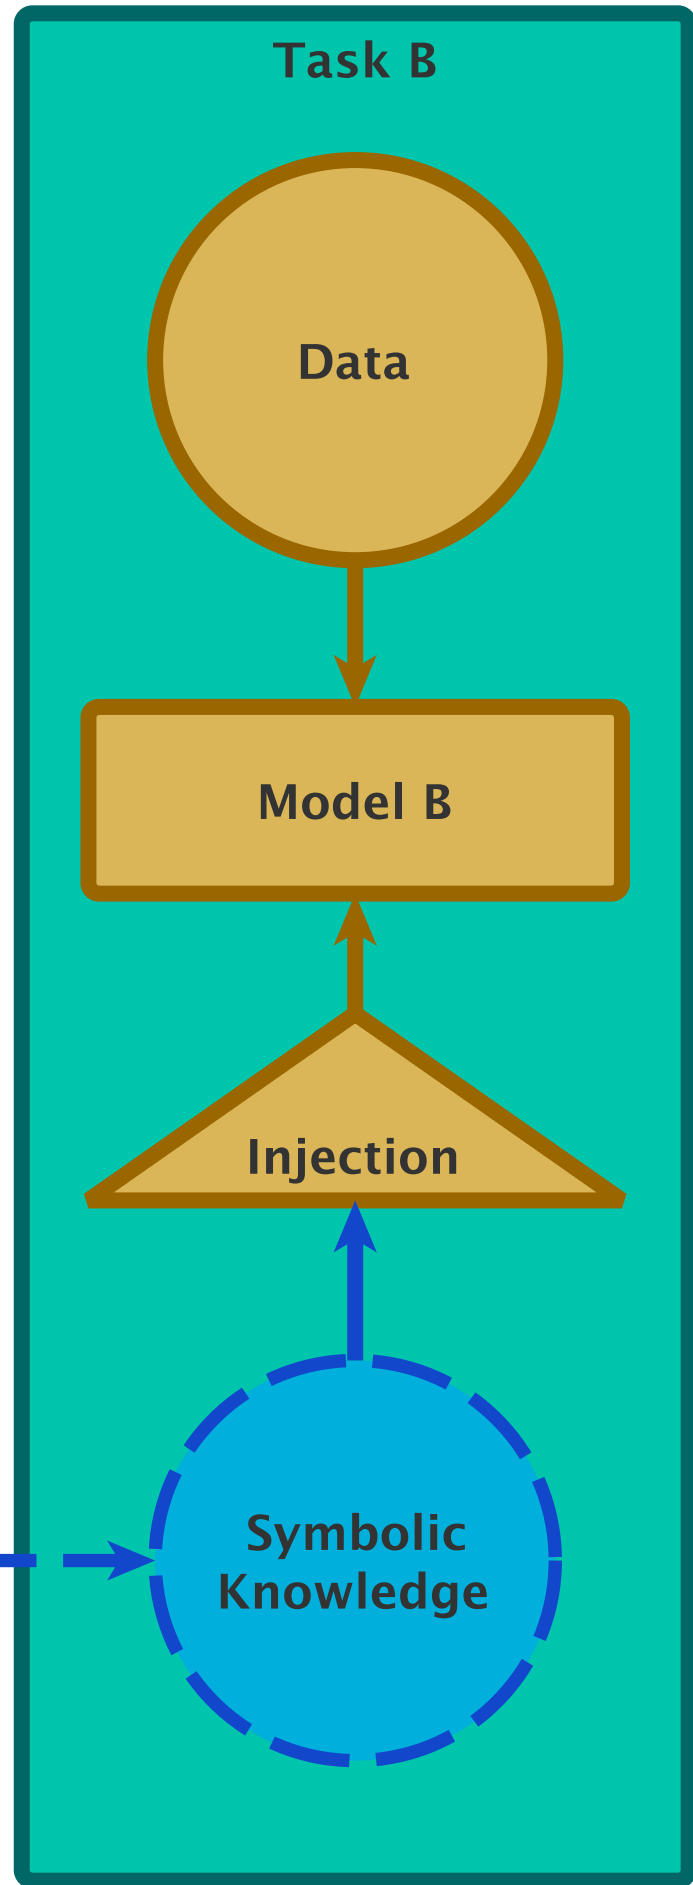 Task B
Data
Model B
Injection
Symbolic
Knowledge